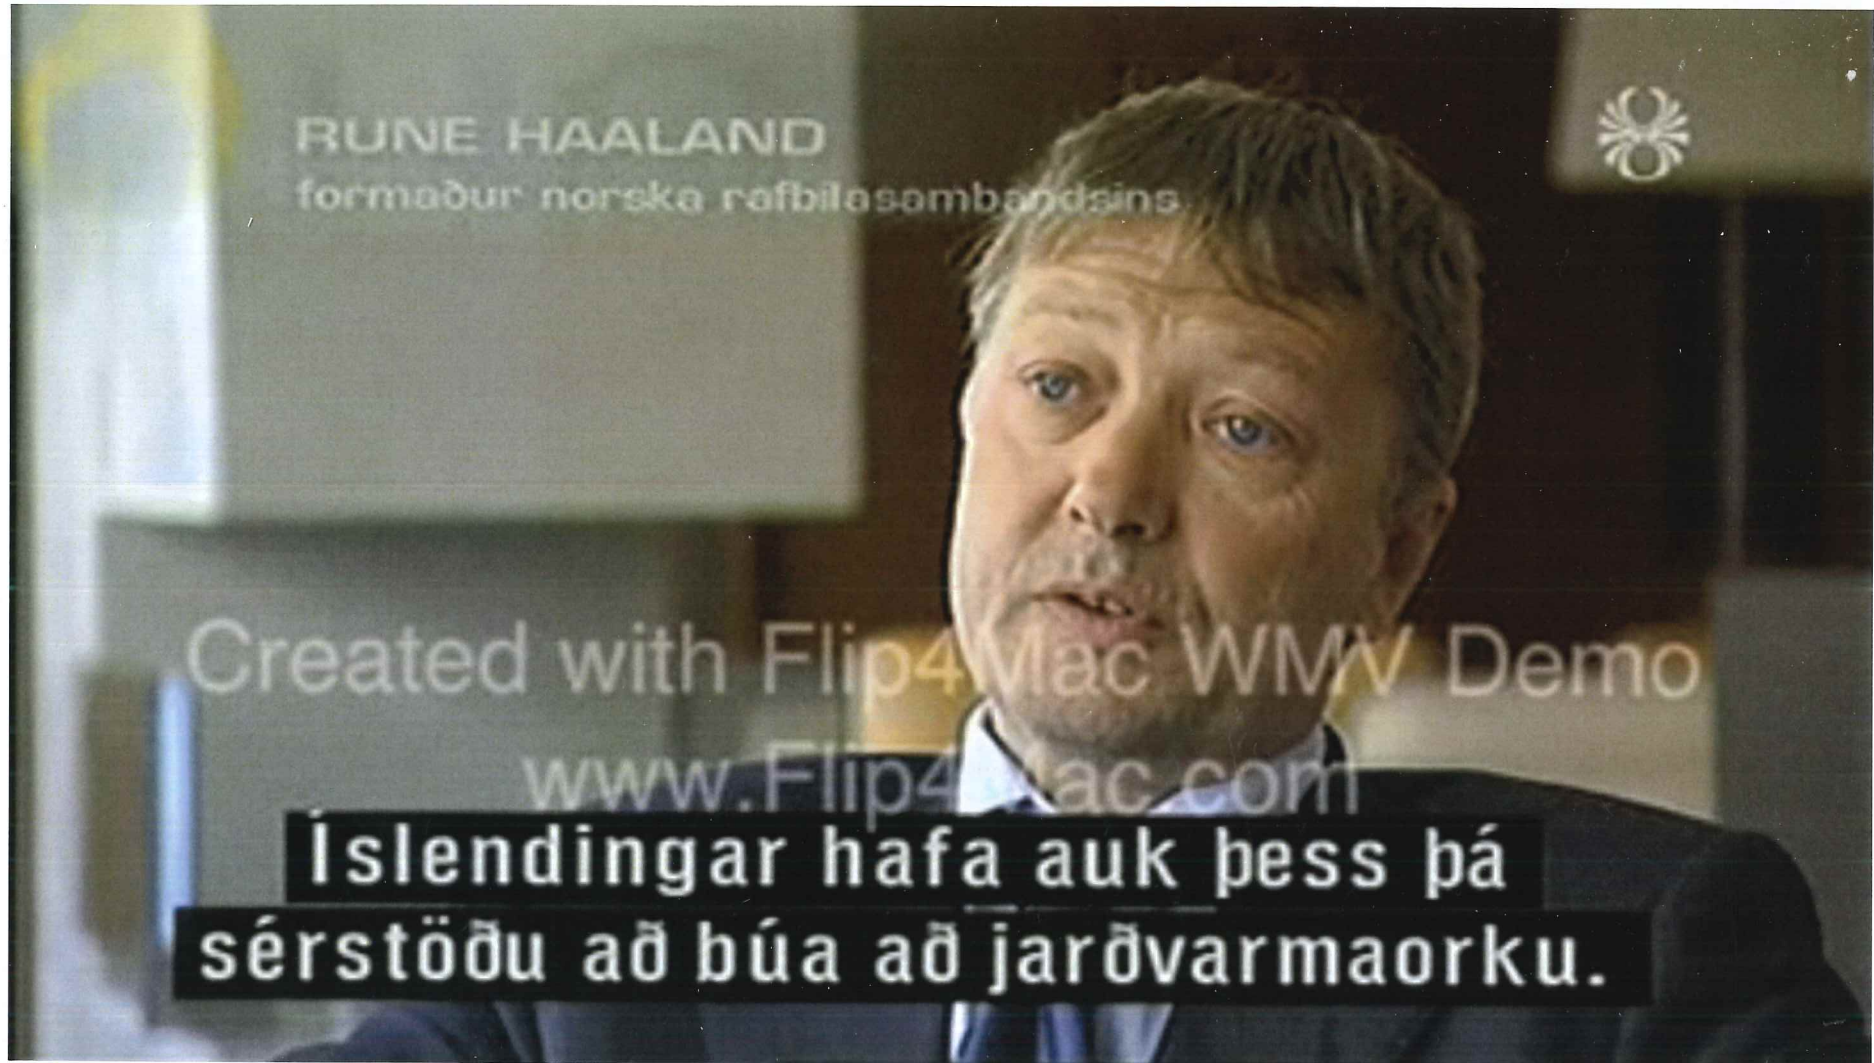 RUNE HAALAND
formaður norska rafbílasambandsins
Created with Flip4Mac WMV Demo
www.Flip4Mac.com
Íslendingar hafa auk þess þá
sérstöðu að búa að jarðvarmaorku.